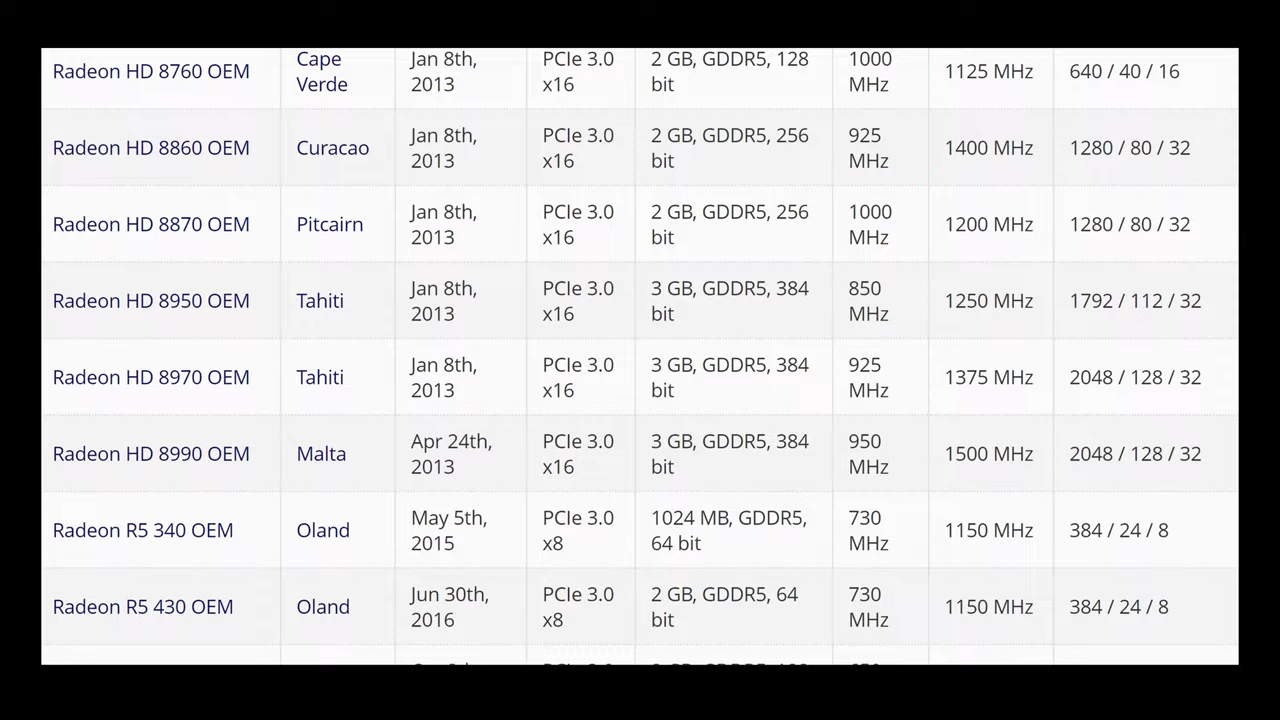 Radeon HD 8760 OEM Cape Verde Jan 8th, 2013 PCIe 3.0 x16 2 GB, GDDR5, 128 bit 1000 MHz 1125 MHz 640 / 40 / 16
Radeon HD 8860 OEM Curacao Jan 8th, 2013 PCIe 3.0 x16 2 GB, GDDR5, 256 bit 925 MHz 1400 MHz 1280 / 80 / 32
Radeon HD 8870 OEM Pitcairn Jan 8th, 2013 PCIe 3.0 x16 2 GB, GDDR5, 256 bit 1000 MHz 1200 MHz 1280 / 80 / 32
Radeon HD 8950 OEM Tahiti Jan 8th, 2013 PCIe 3.0 x16 3 GB, GDDR5, 384 bit 850 MHz 1250 MHz 1792 / 112 / 32
Radeon HD 8970 OEM Tahiti Jan 8th, 2013 PCIe 3.0 x16 3 GB, GDDR5, 384 bit 925 MHz 1375 MHz 2048 / 128 / 32
Radeon HD 8990 OEM Malta Apr 24th, 2013 PCIe 3.0 x16 3 GB, GDDR5, 384 bit 950 MHz 1500 MHz 2048 / 128 / 32
Radeon R5 340 OEM Oland May 5th, 2015 PCIe 3.0 x8 1024 MB, GDDR5, 64 bit 730 MHz 1150 MHz 384 / 24 / 8
Radeon R5 430 OEM Oland Jun 30th, 2016 PCIe 3.0 x8 2 GB, GDDR5, 64 bit 730 MHz 1150 MHz 384 / 24 / 8